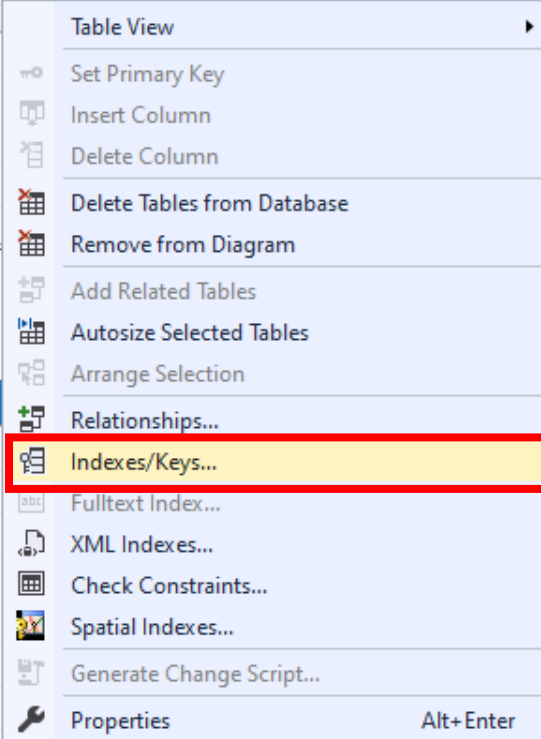 Table View
Set Primary Key
Insert Column
Delete Column
Delete Tables from Database
Remove from Diagram
Add Related Tables
Autosize Selected Tables
Arrange Selection
Relationships...
Indexes/Keys...
abc Fulltext Index...
XML Indexes...
Check Constraints...
Spatial Indexes...
Generate Change Script...
Properties Alt+Enter